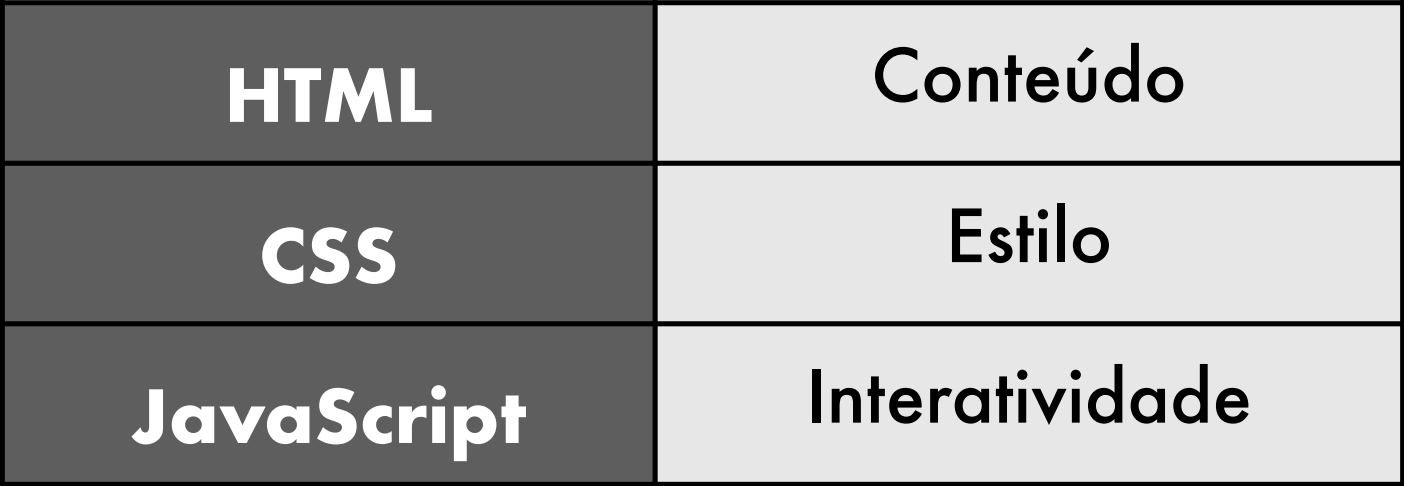 HTML Conteúdo
CSS Estilo
JavaScript Interatividade